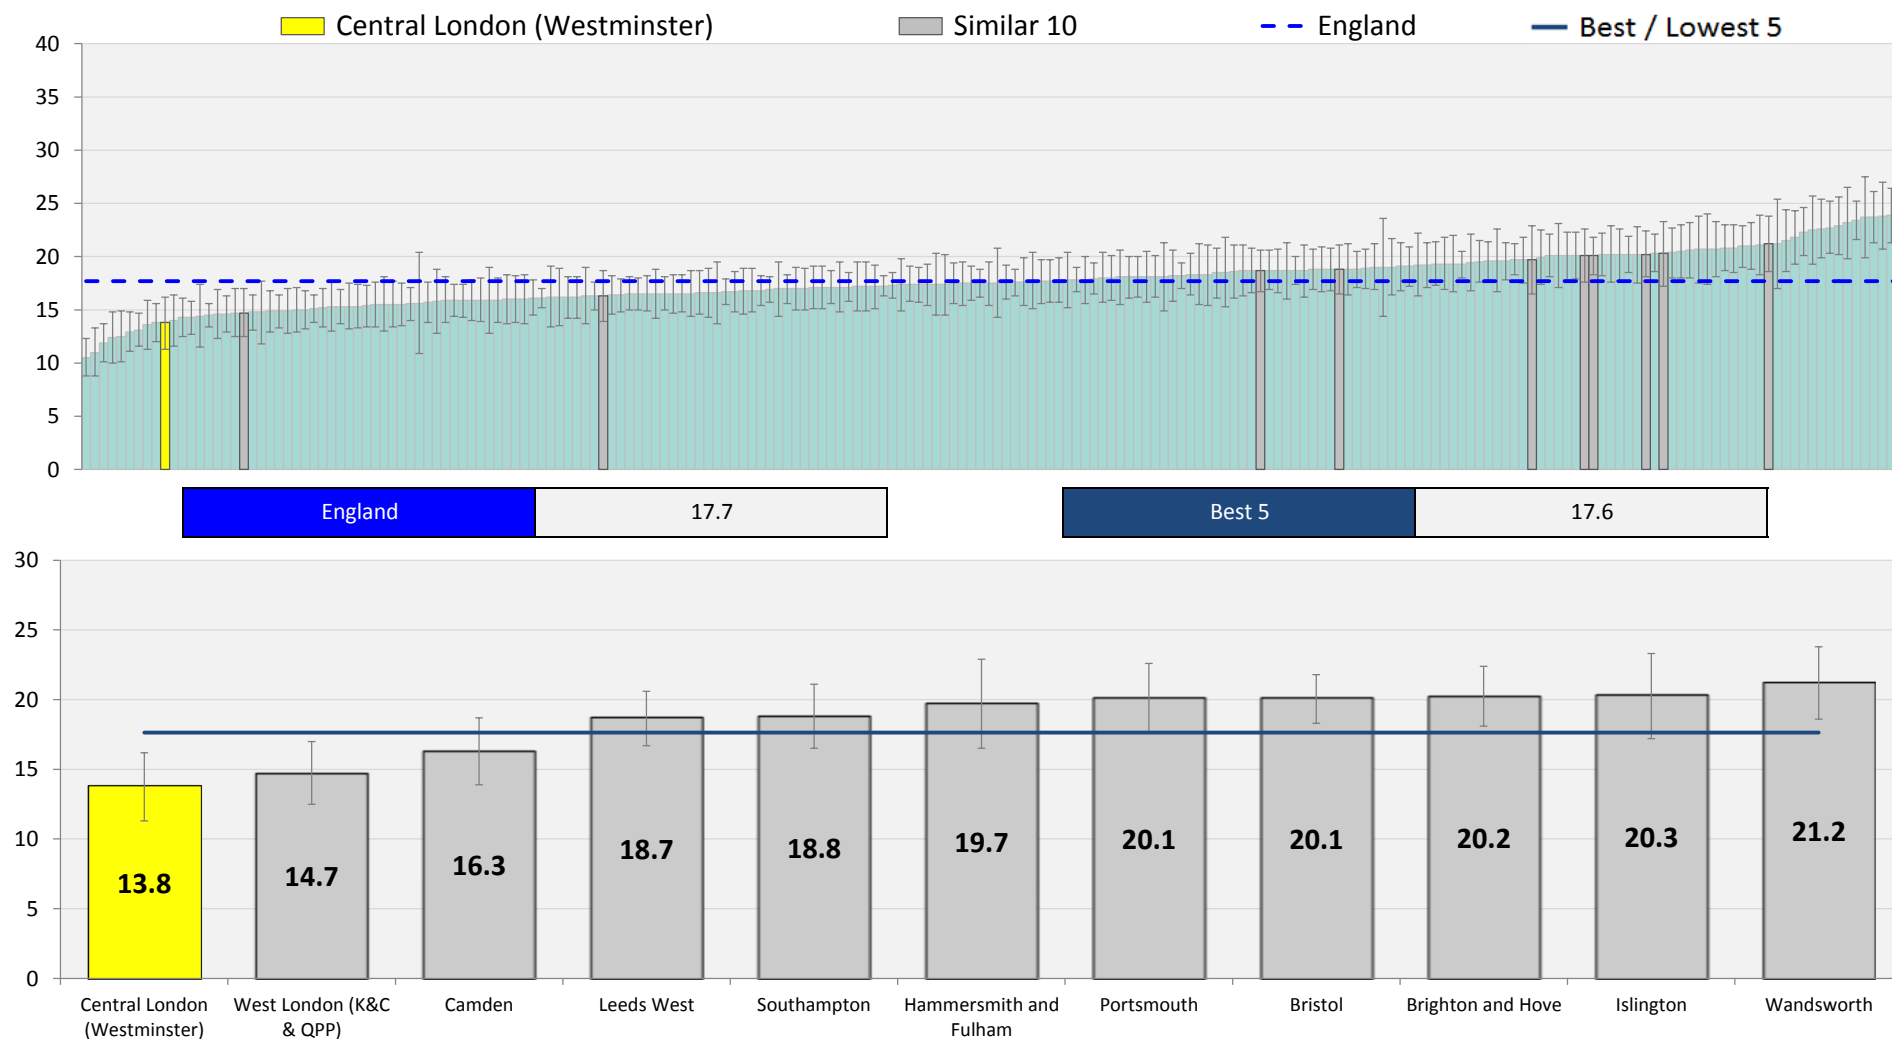 Central London (Westminster) Similar 10 England Best / Lowest 5
40
35
30
25
20
15
10
5
0
England 17.7 Best 5 17.6
30
25
20
15
10
5
0
13.8 14.7 16.3 18.7 18.8 19.7 20.1 20.1 20.2 20.3 21.2
Central London (Westminster)
West London (K&C & QPP)
Camden
Leeds West
Southampton
Hammersmith and Fulham
Portsmouth
Bristol
Brighton and Hove
Islington
Wandsworth